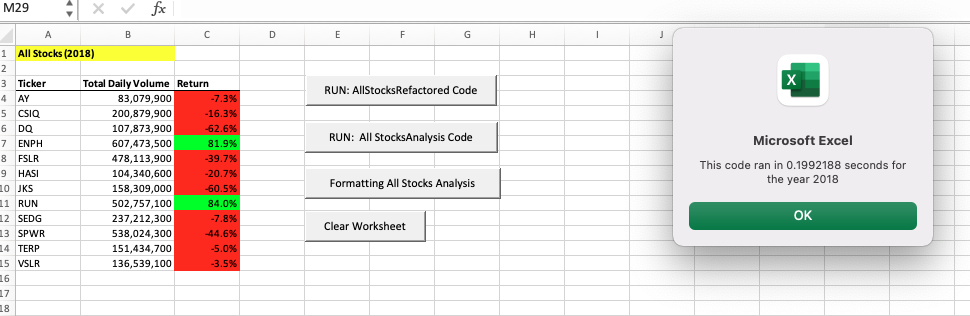 M29
fx
A B C D E F G H I J
1 All Stocks (2018)
2
3 Ticker Total Daily Volume Return
4 AY 83,079,900 -7.3%
5 CSIQ 200,879,900 -16.3%
6 DQ 107,873,900 -62.6%
7 ENPH 607,473,500 81.9%
8 FSLR 478,113,900 -39.7%
9 HASI 104,340,600 -20.7%
10 JKS 158,309,000 -60.5%
11 RUN 502,757,100 84.0%
12 SEDG 237,212,300 -7.8%
13 SPWR 538,024,300 -44.6%
14 TERP 151,434,700 -5.0%
15 VSLR 136,539,100 -3.5%
16
17
18
RUN: AllStocksRefactored Code
RUN:  All StocksAnalysis Code
Formatting All Stocks Analysis
Clear Worksheet
X
Microsoft Excel
This code ran in 0.1992188 seconds for
the year 2018
OK